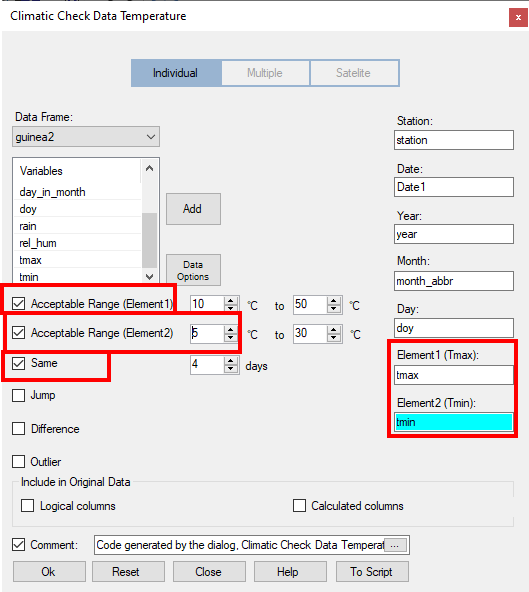 Climatic Check Data Temperature
x
Individual
Multiple
Satelite
Data Frame:
guinea2
Variables
day_in_month
doy
rain
rel_hum
tmax
tmin
Add
Data
Options
Station:
station
Date:
Date1
Year:
year
Month:
month_abbr
Day:
doy
Element1 (Tmax):
tmax
Element2 (Tmin):
tmin
Acceptable Range (Element1) 10 °C to 50 °C
Acceptable Range (Element2) 5 °C to 30 °C
Same 4 days
Jump
Difference
Outlier
Include in Original Data
Logical columns Calculated columns
Comment: Code generated by the dialog, Climatic Check Data Temperat ...
Ok Reset Close Help To Script